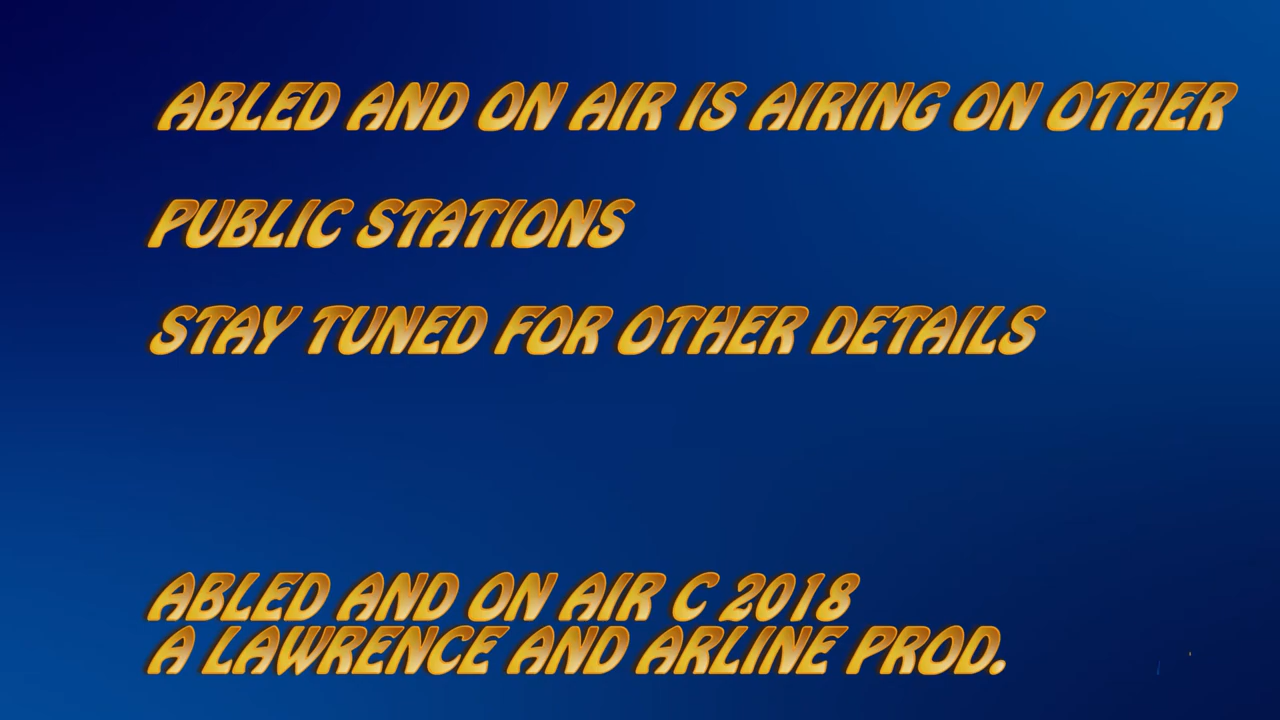 ABLED AND ON AIR IS AIRING ON OTHER
PUBLIC STATIONS
STAY TUNED FOR OTHER DETAILS
ABLED AND ON AIR C 2018
A LAWRENCE AND ARLINE PROD.